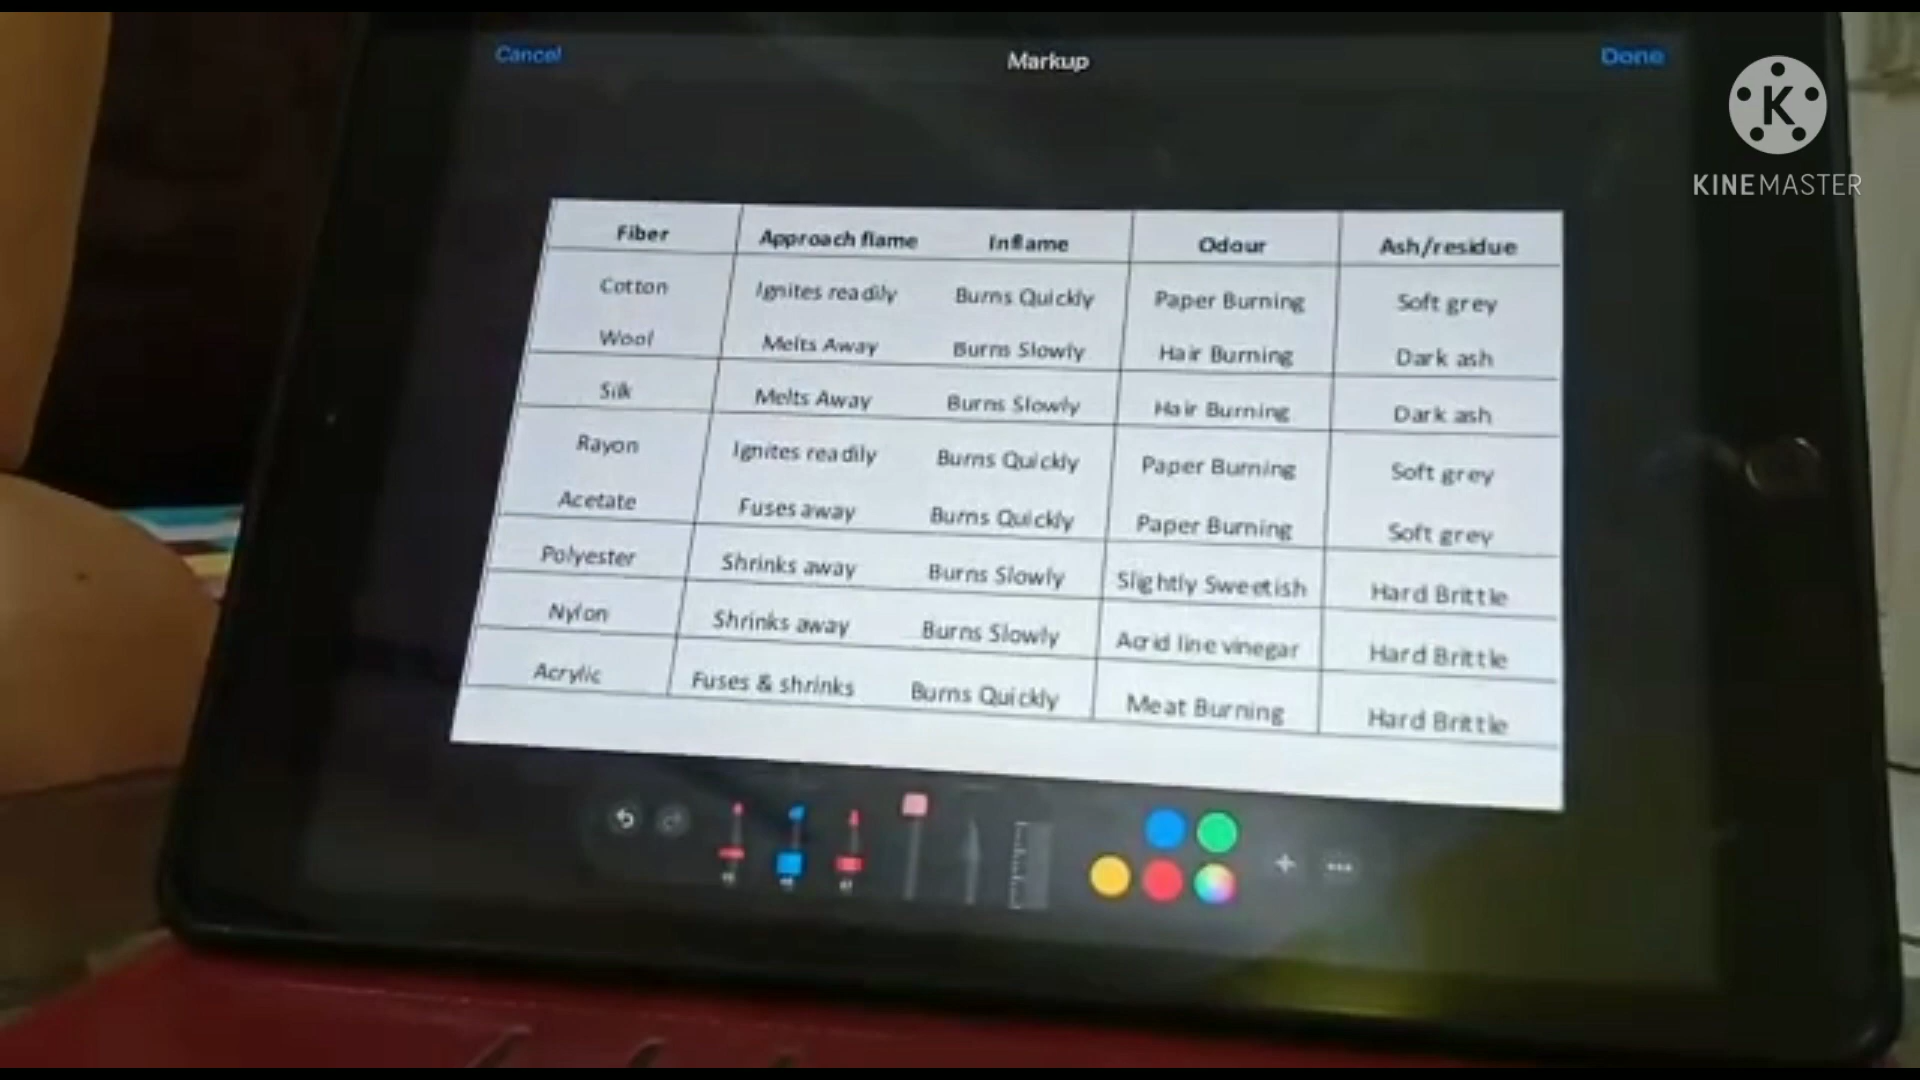 Cancel Markup Done
KINEMASTER
Fiber Approach flame Inflame Odour Ash/residue
Cotton Ignites readily Burns Quickly Paper Burning Soft grey
Wool Melts Away Burns Slowly Hair Burning Dark ash
Silk Melts Away Burns Slowly Hair Burning Dark ash
Rayon Ignites readily Burns Quickly Paper Burning Soft grey
Acetate Fuses away Burns Quickly Paper Burning Soft grey
Polyester Shrinks away Burns Slowly Slightly Sweetish Hard Brittle
Nylon Shrinks away Burns Slowly Acrid line vinegar Hard Brittle
Acrylic Fuses & shrinks Burns Quickly Meat Burning Hard Brittle